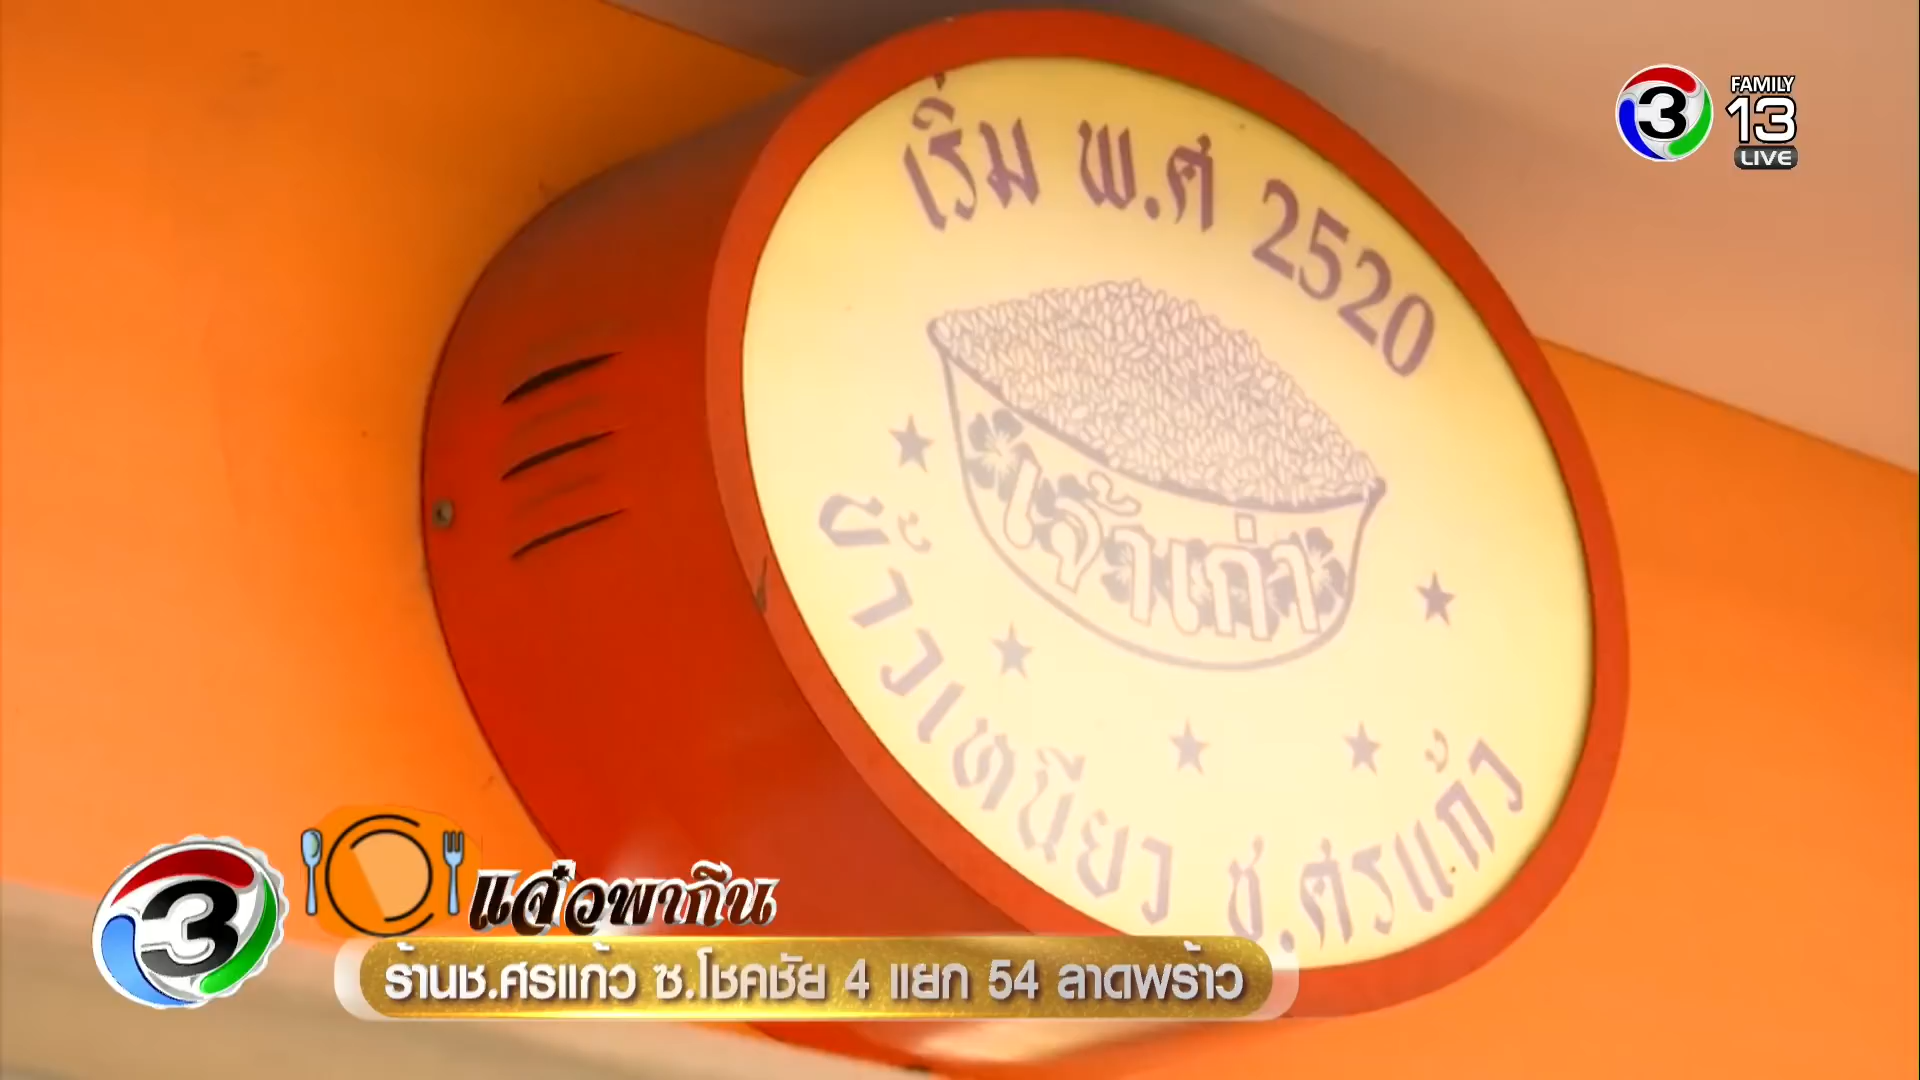 เริ่ม พ.ศ 2520
เจ้าเก่า
ข้าวเหนียว ช.ศรแก้ว
3
FAMILY
13
LIVE
3
แจ๋วพากิน
ร้านช.ศรแก้ว ซ.โชคชัย 4 แยก 54 ลาดพร้าว